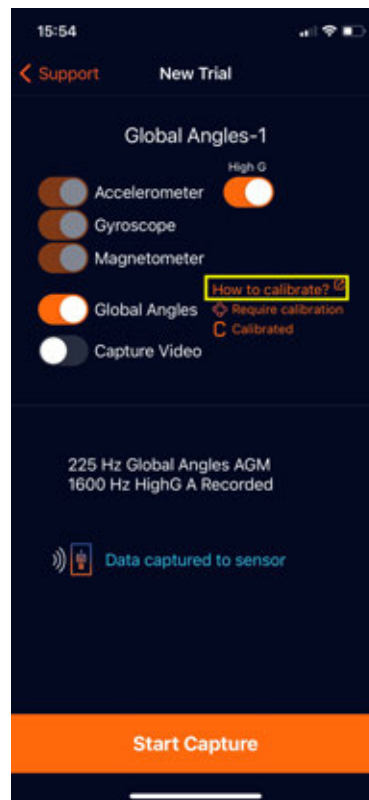 15:54
Support
New Trial
Global Angles-1
High G
Accelerometer
Gyroscope
Magnetometer
How to calibrate?
Global Angles
Require calibration
C Calibrated
Capture Video
225 Hz Global Angles AGM
1600 Hz HighG A Recorded
Data captured to sensor
Start Capture